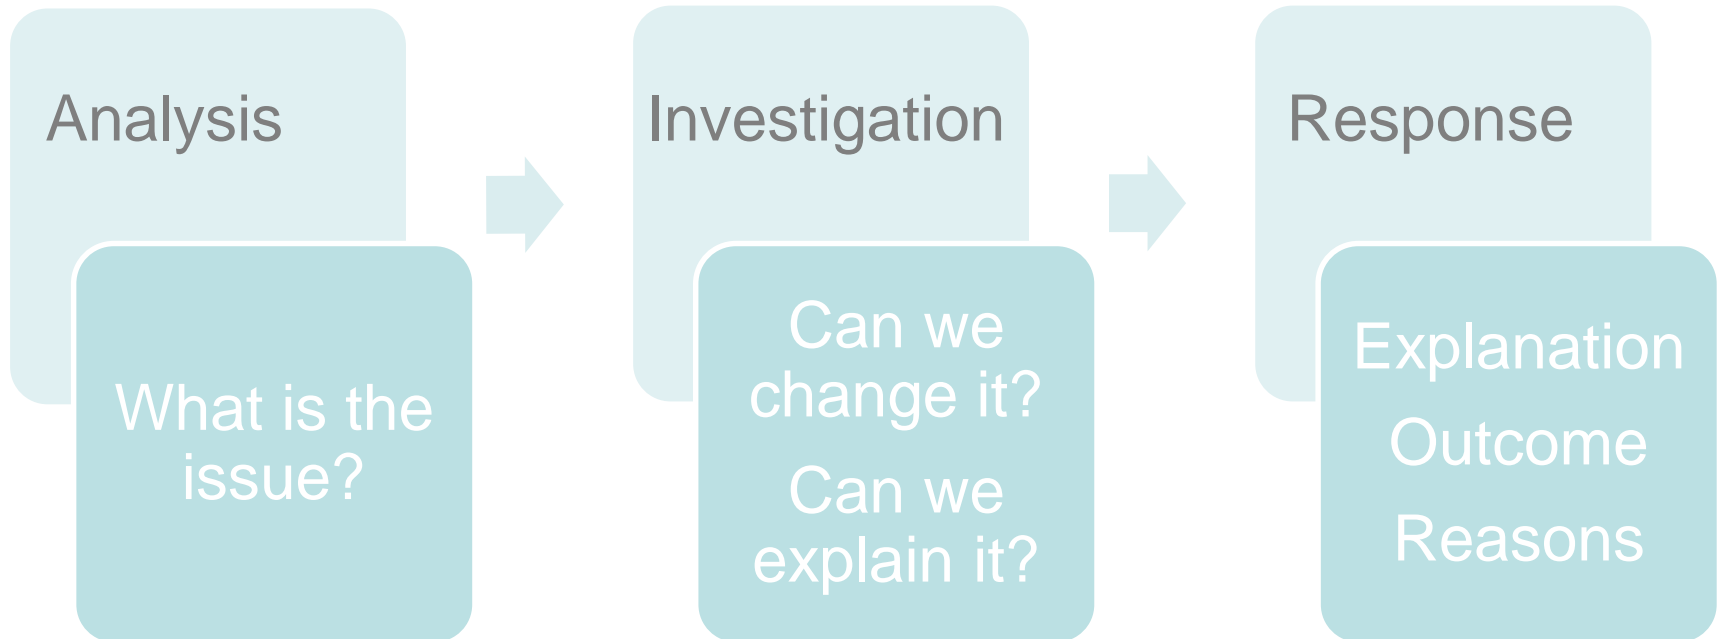 Analysis
What is the
issue?
Investigation
Can we
change it?
Can we
explain it?
Response
Explanation
Outcome
Reasons